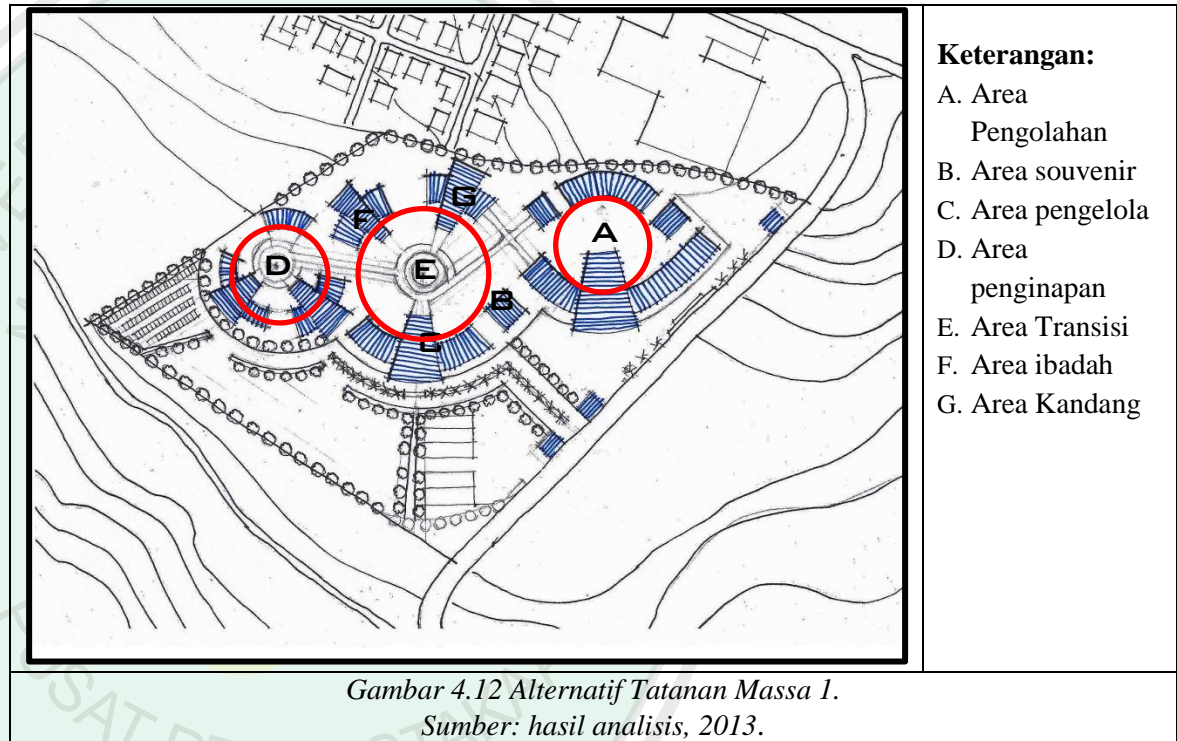 G
F
D
A
E
B
C
Keterangan:
A. Area
Pengolahan
B. Area souvenir
C. Area pengelola
D. Area
penginapan
E. Area Transisi
F. Area ibadah
G. Area Kandang
Gambar 4.12 Alternatif Tatanan Massa 1.
Sumber: hasil analisis, 2013.